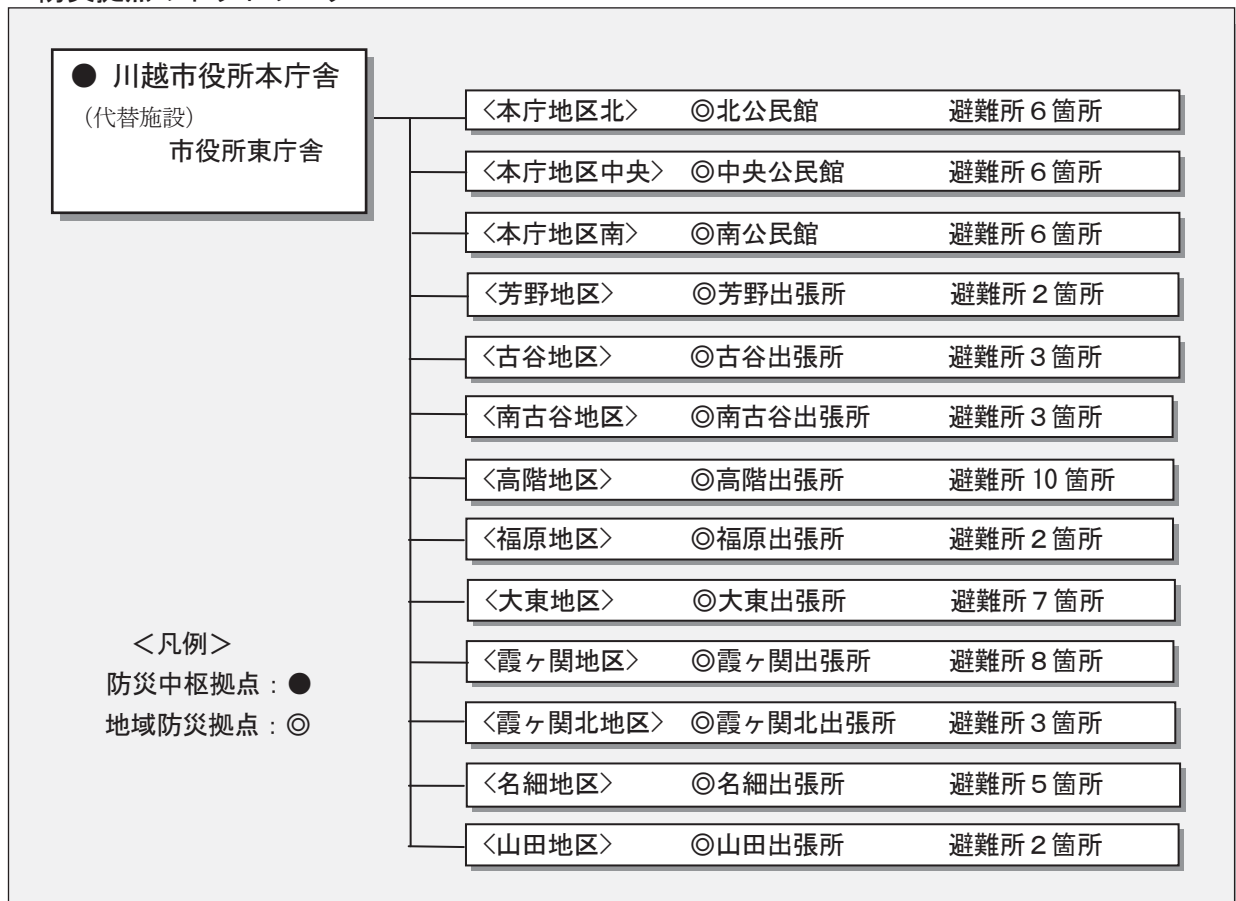 ● 川越市役所本庁舎
（代替施設）
市役所東庁舎
〈本庁地区北〉 ◎北公民館 避難所６箇所
〈本庁地区中央〉 ◎中央公民館 避難所６箇所
〈本庁地区南〉 ◎南公民館 避難所６箇所
〈芳野地区〉 ◎芳野出張所 避難所２箇所
〈古谷地区〉 ◎古谷出張所 避難所３箇所
〈南古谷地区〉 ◎南古谷出張所 避難所３箇所
〈高階地区〉 ◎高階出張所 避難所 10 箇所
〈福原地区〉 ◎福原出張所 避難所２箇所
〈大東地区〉 ◎大東出張所 避難所７箇所
〈霞ヶ関地区〉 ◎霞ヶ関出張所 避難所８箇所
〈霞ヶ関北地区〉 ◎霞ヶ関北出張所 避難所３箇所
〈名細地区〉 ◎名細出張所 避難所５箇所
〈山田地区〉 ◎山田出張所 避難所２箇所
＜凡例＞
防災中枢拠点：●
地域防災拠点：◎